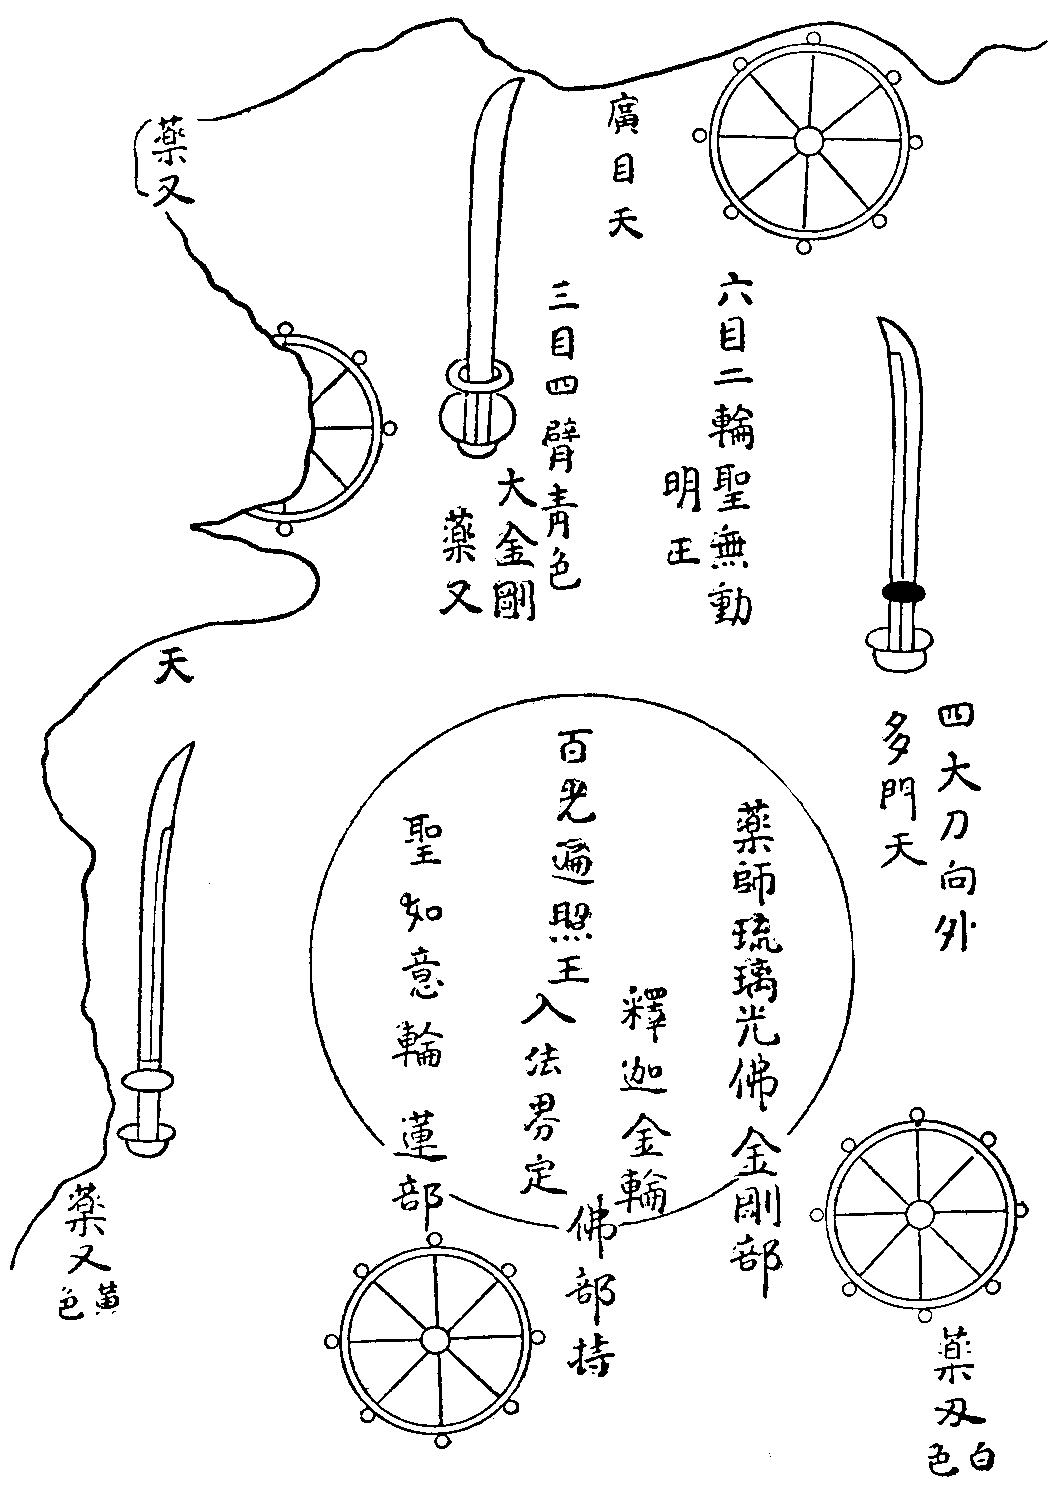 四大刀向外
多門天
六目二輪聖無動
明王
廣目天
三目四臂青色
大金剛
藥叉
藥叉
天
藥師琉璃光佛 金剛部
釋迦金輪
佛部持
百光遍照王
入法界定
聖如意輪 蓮部
白色
藥叉
黃色
藥叉